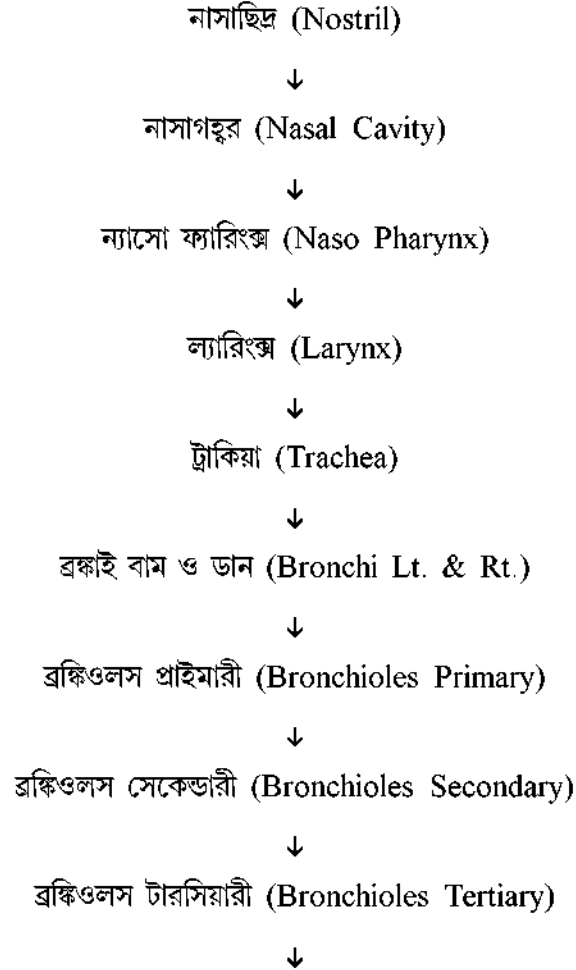 নাসাছিদ্র (Nostril)
↓
নাসাগহ্বর (Nasal Cavity)
↓
ন্যাসো ফ্যারিংক্স (Naso Pharynx)
↓
ল্যারিংক্স (Larynx)
↓
ট্রাকিয়া (Trachea)
↓
ব্রঙ্কাই বাম ও ডান (Bronchi Lt. & Rt.)
↓
ব্রঙ্কিওলস প্রাইমারী (Bronchioles Primary)
↓
ব্রঙ্কিওলস সেকেন্ডারী (Bronchioles Secondary)
↓
ব্রঙ্কিওলস টারসিয়ারী (Bronchioles Tertiary)
↓